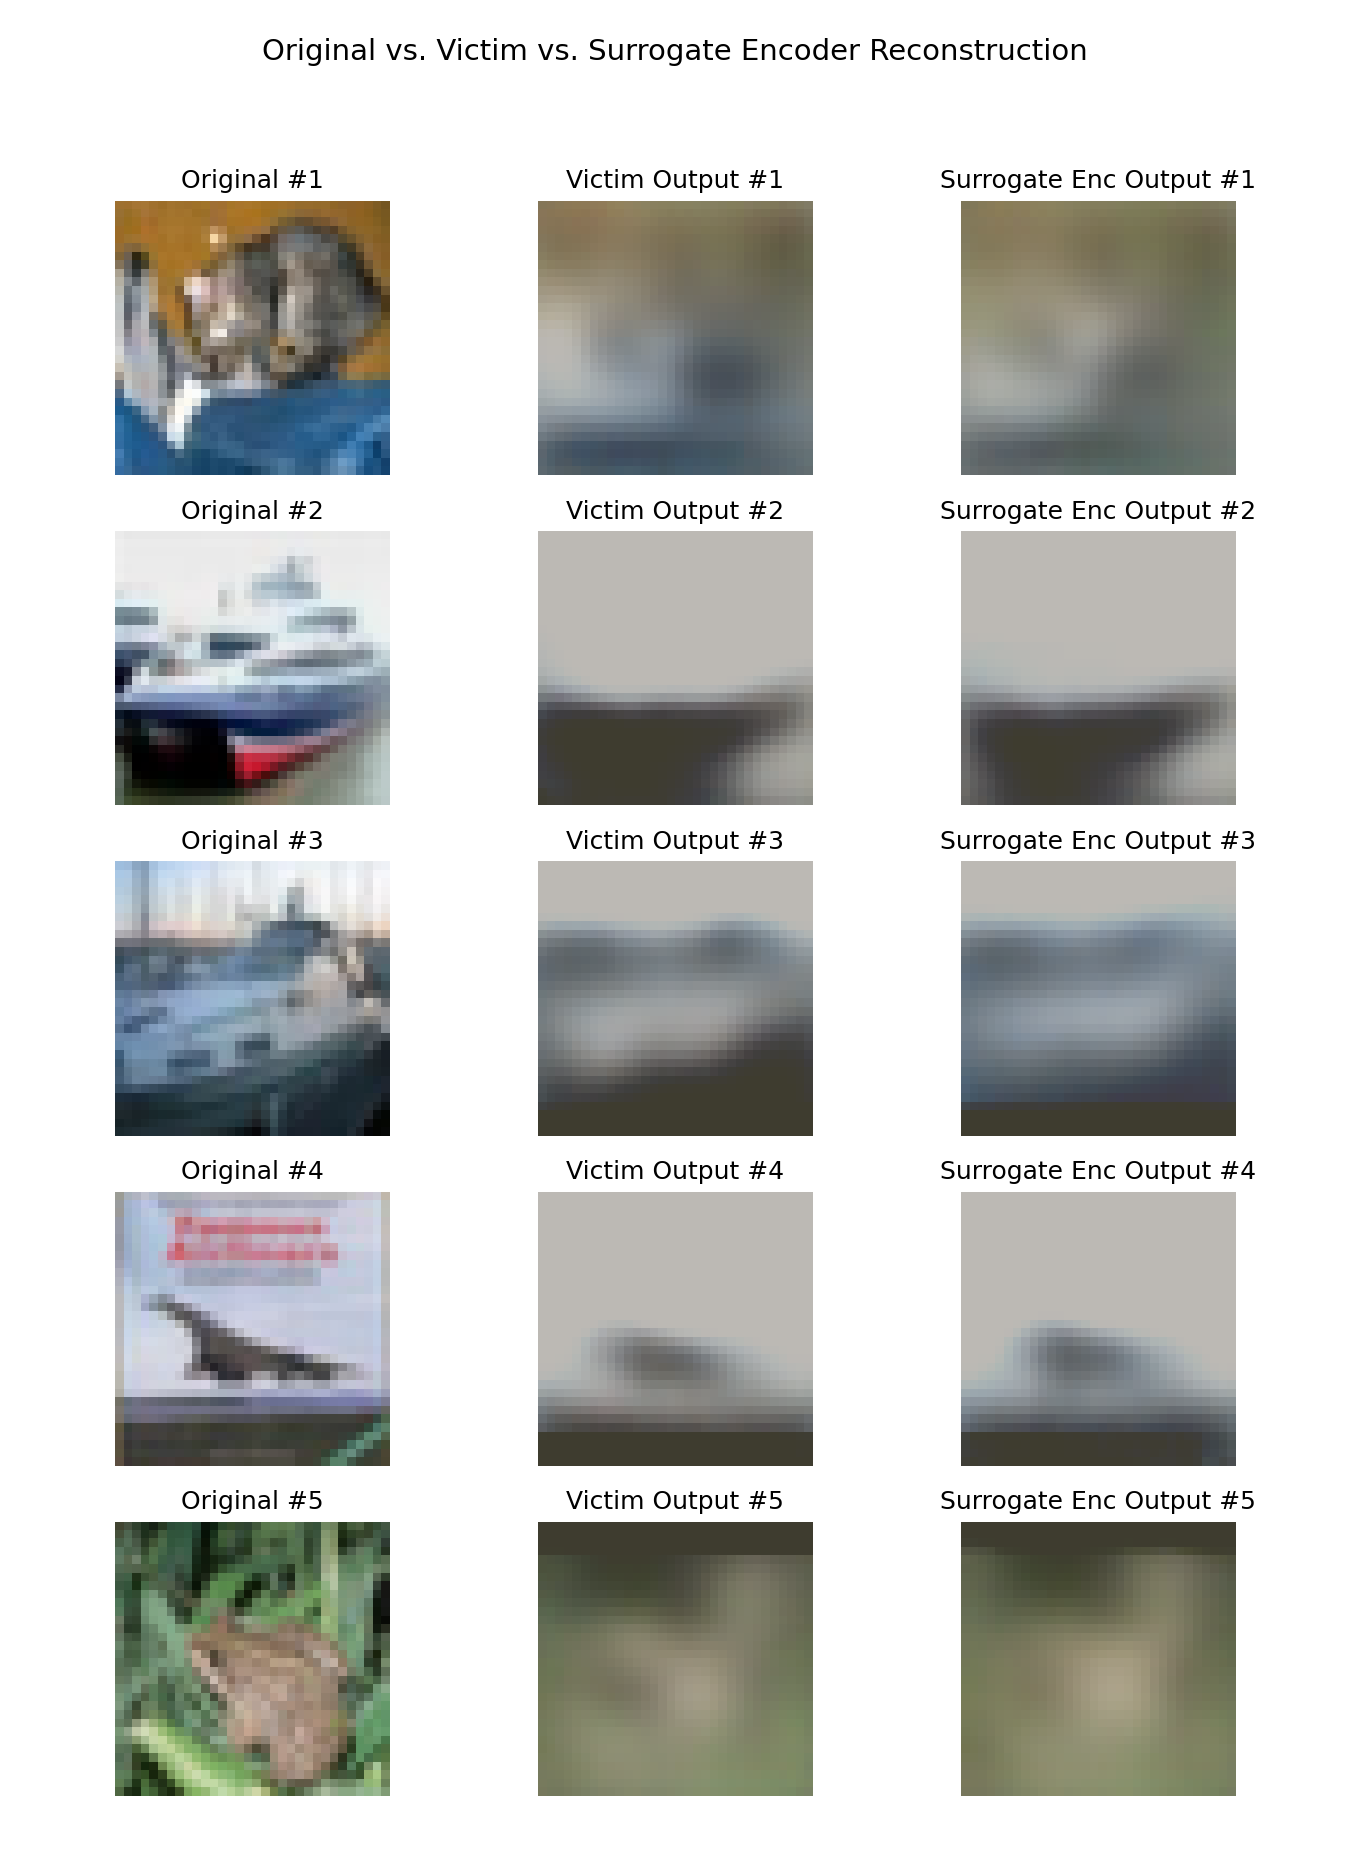 Original vs. Victim vs. Surrogate Encoder Reconstruction
Original #1
Victim Output #1
Surrogate Enc Output #1
Original #2
Victim Output #2
Surrogate Enc Output #2
Original #3
Victim Output #3
Surrogate Enc Output #3
Original #4
Victim Output #4
Surrogate Enc Output #4
Original #5
Victim Output #5
Surrogate Enc Output #5